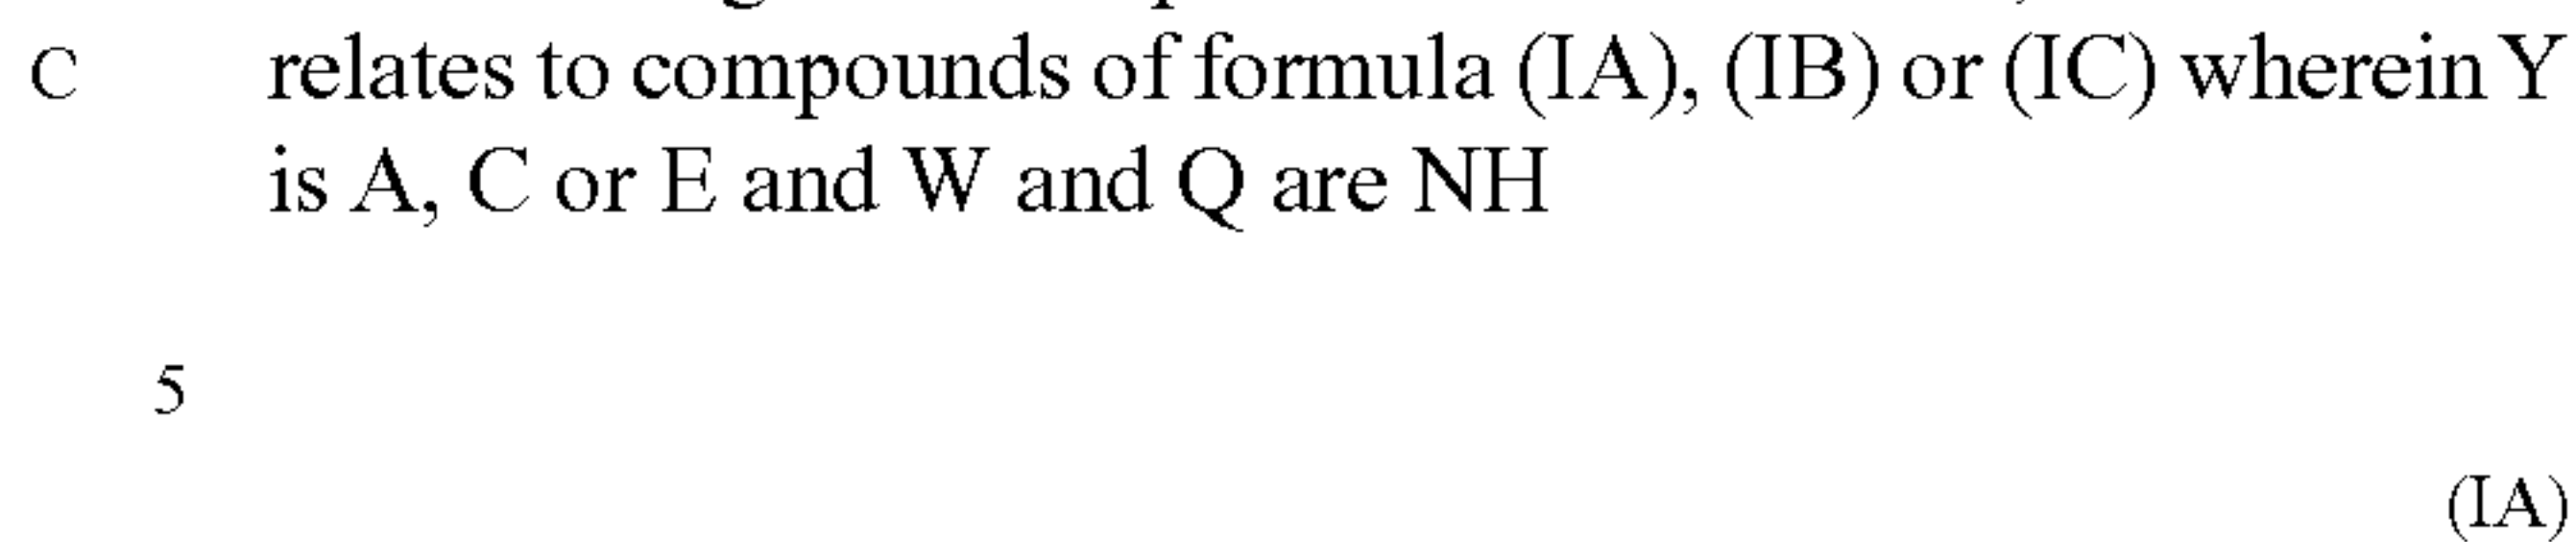 C relates to compounds of formula (IA), (IB) or (IC) wherein Y
is A, C or E and W and Q are NH
5
(IA)